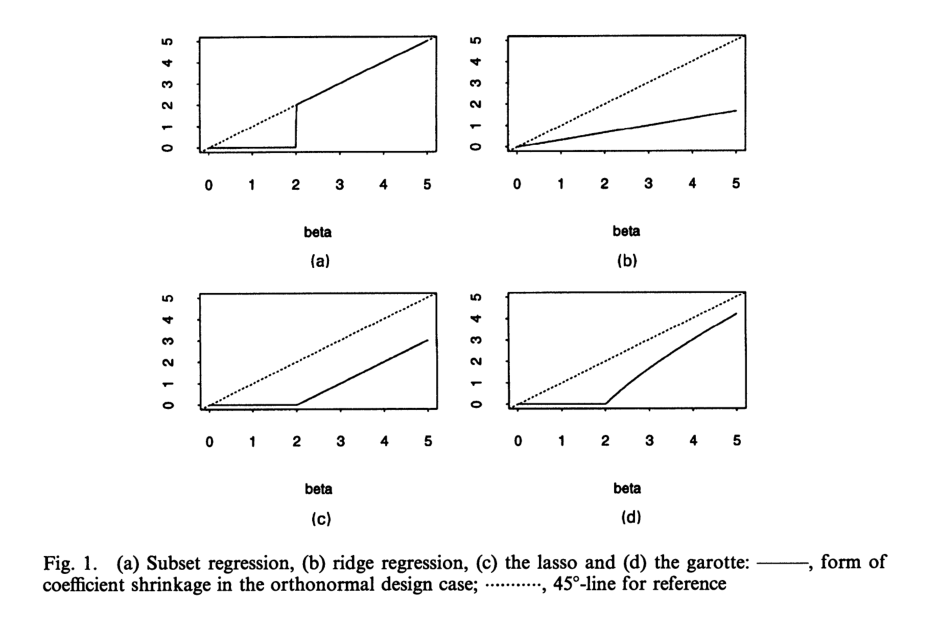 5
4
3
2
1
0
0 1 2 3 4 5
beta
(a)
5
4
3
2
1
0
0 1 2 3 4 5
beta
(b)
5
4
3
2
1
0
0 1 2 3 4 5
beta
(c)
5
4
3
2
1
0
0 1 2 3 4 5
beta
(d)
Fig. 1. (a) Subset regression, (b) ridge regression, (c) the lasso and (d) the garotte: ———, form of
coefficient shrinkage in the orthonormal design case; ··········, 45°-line for reference